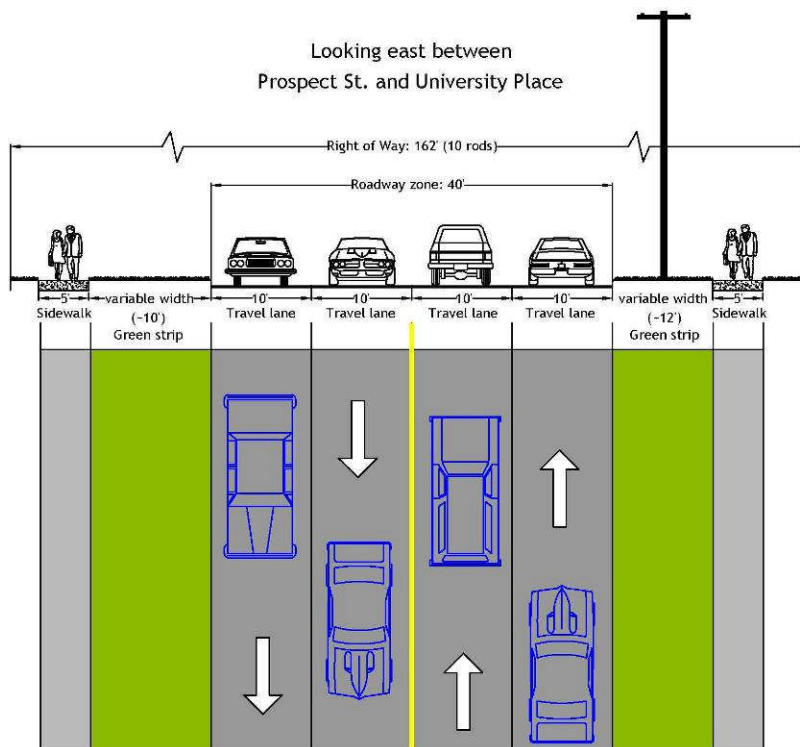 Looking east between
Prospect St. and University Place
Right of Way: 162' (10 rods)
Roadway zone: 40'
5'
Sidewalk
variable width
(~10')
Green strip
10'
Travel lane
10'
Travel lane
10'
Travel lane
10'
Travel lane
variable width
(~12')
Green strip
5'
Sidewalk